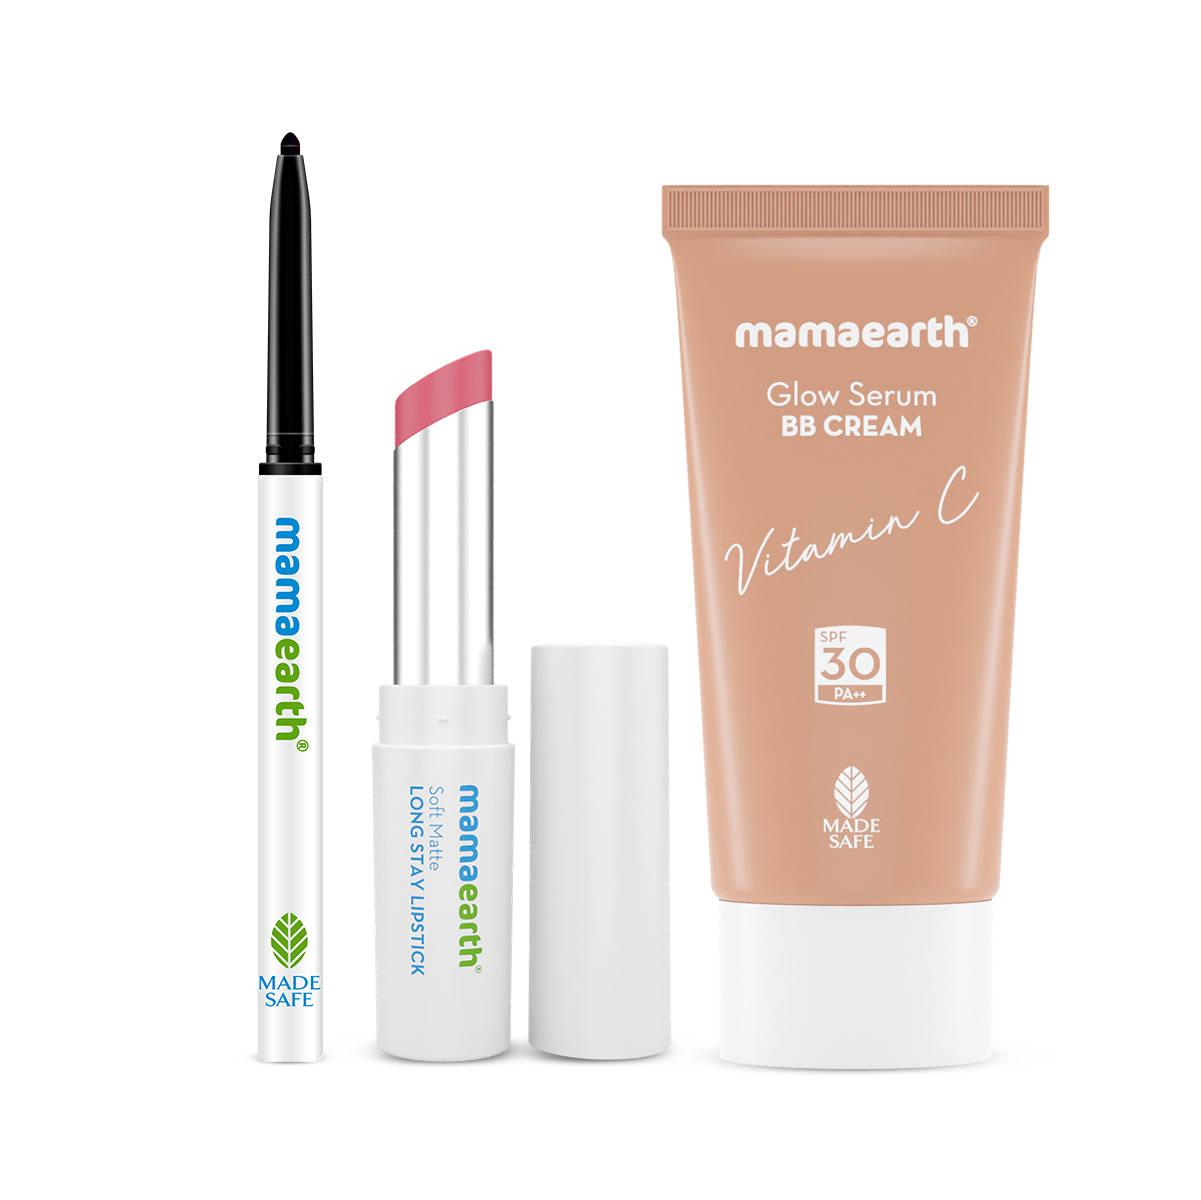 mamaearth®
MADE
SAFE
mamaearth®
Soft Matte
LONG STAY LIPSTICK
mamaearth®
Glow Serum
BB CREAM
Vitamin C
SPF
30
PA++
MADE
SAFE